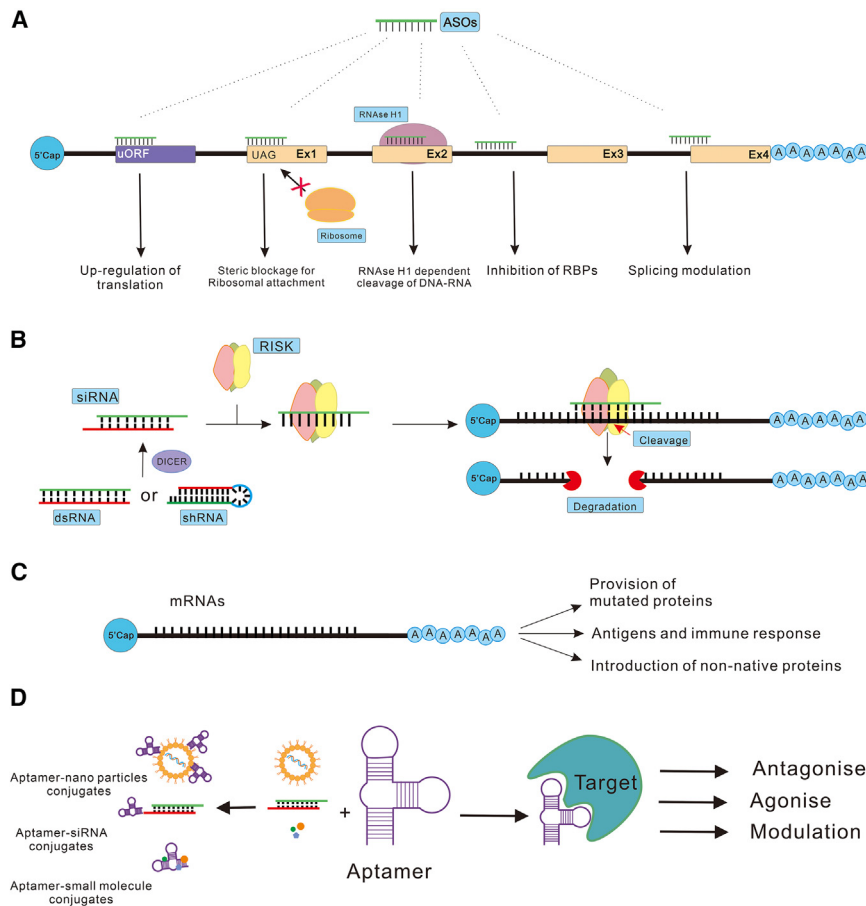 A
ASOs
RNAse H1
5'Cap
uORF
UAG
Ex1
Ex2
Ex3
Ex4
A A A A A A A
Ribosome
Up-regulation of
translation
Steric blockage for
Ribosomal attachment
RNAse H1 dependent
cleavage of DNA-RNA
Inhibition of RBPs
Splicing modulation
B
RISK
siRNA
DICER
dsRNA
or
shRNA
5'Cap
A A A A A A A
Cleavage
5'Cap
A A A A A A A
Degradation
C
mRNAs
5'Cap
A A A A A A A
Provision of
mutated proteins
Antigens and immune response
Introduction of non-native proteins
D
Aptamer-nano particles
conjugates
Aptamer-siRNA
conjugates
Aptamer-small molecule
conjugates
+
Aptamer
Target
Antagonise
Agonise
Modulation